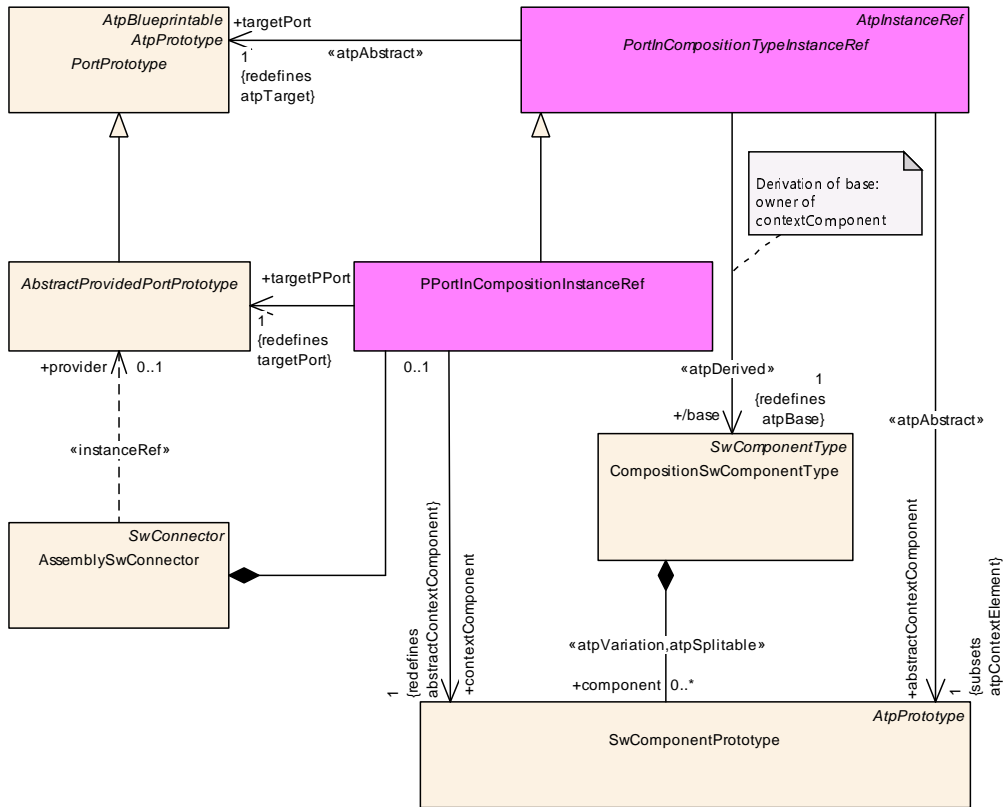 AtpBlueprintable
AtpPrototype
PortPrototype
+targetPort
«atpAbstract»
1
{redefines
atpTarget}
AtpInstanceRef
PortInCompositionTypeInstanceRef
Derivation of base:
owner of
contextComponent
AbstractProvidedPortPrototype
+targetPPort
1
{redefines
targetPort}
PPortInCompositionInstanceRef
+provider
0..1
0..1
«instanceRef»
«atpDerived»
1
{redefines
atpBase}
+/base
«atpAbstract»
SwComponentType
CompositionSwComponentType
SwConnector
AssemblySwConnector
1
{redefines
abstractContextComponent}
+contextComponent
«atpVariation,atpSplitable»
+component
0..*
+abstractContextComponent
1
{subsets
atpContextElement}
AtpPrototype
SwComponentPrototype